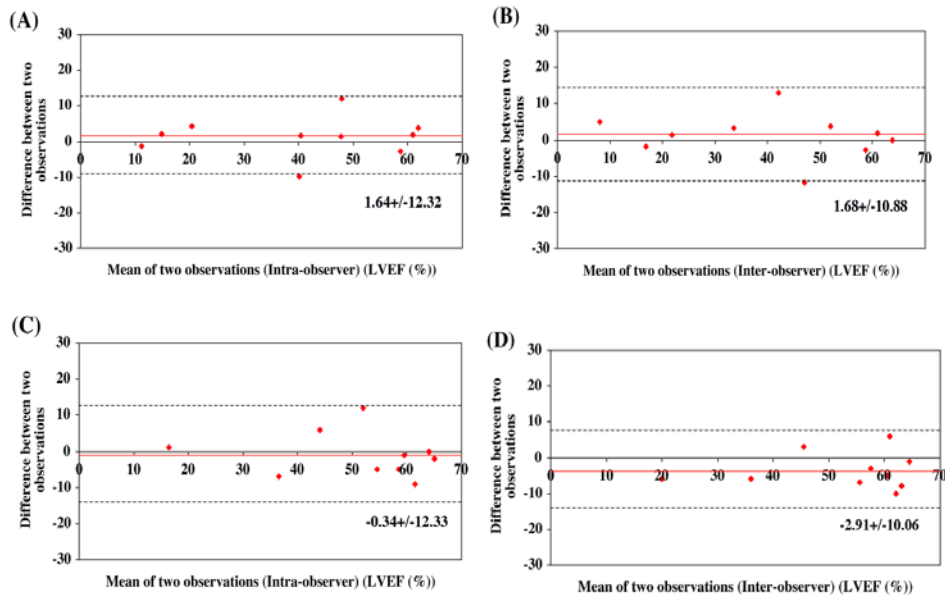 (A)
30
20
10
0
-10
-20
-30
0 10 20 30 40 50 60 70
Difference between two
observations
1.64+/-12.32
Mean of two observations (Intra-observer) (LVEF (%))
(B)
30
20
10
0
-10
-20
-30
0 10 20 30 40 50 60 70
Difference between two
observations
1.68+/-10.88
Mean of two observations (Inter-observer) (LVEF (%))
(C)
30
20
10
0
-10
-20
-30
0 10 20 30 40 50 60 70
Difference between two
observations
-0.34+/-12.33
Mean of two observations (Intra-observer) (LVEF (%))
(D)
30
20
10
0
-10
-20
-30
0 10 20 30 40 50 60 70
Difference between two
observations
-2.91+/-10.06
Mean of two observations (Inter-observer) (LVEF (%))